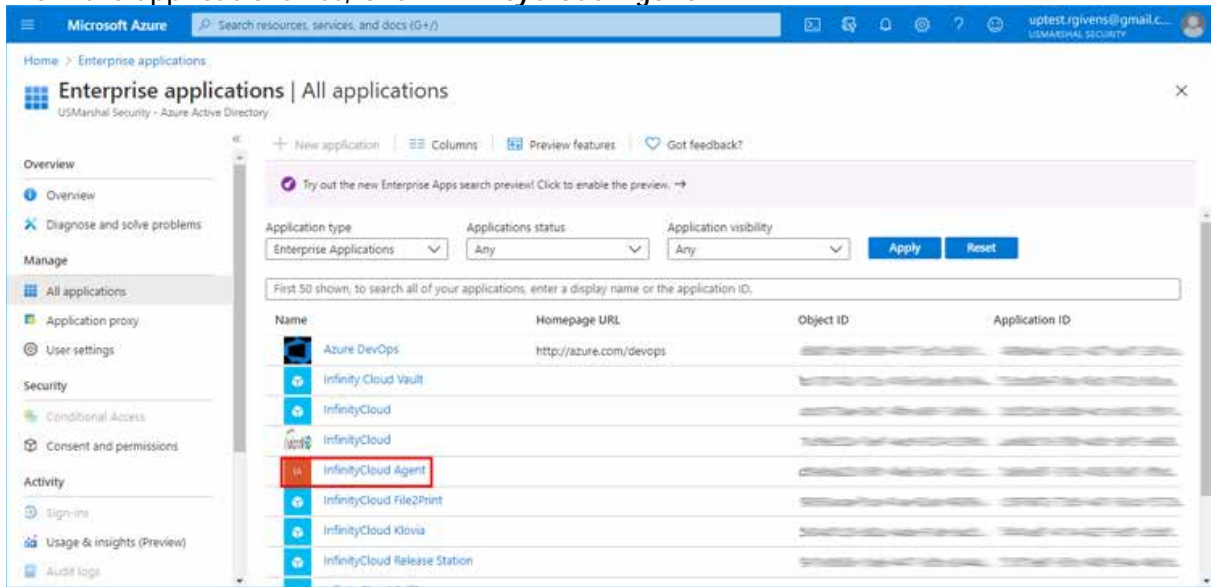 Microsoft Azure
Search resources, services, and docs (G+/)
uptest.rgivens@gmail.c...
USMARSHAL SECURITY
Home > Enterprise applications
Enterprise applications | All applications
USMarshal Security - Azure Active Directory
+ New application
Columns
Preview features
Got feedback?
Try out the new Enterprise Apps search preview! Click to enable the preview. →
Overview
Overview
Diagnose and solve problems
Manage
All applications
Application proxy
User settings
Security
Conditional Access
Consent and permissions
Activity
Sign-ins
Usage & insights (Preview)
Audit logs
Application type
Applications status
Application visibility
Enterprise Applications
Any
Any
Apply
Reset
First 50 shown, to search all of your applications, enter a display name or the application ID.
Name Homepage URL Object ID Application ID
Azure DevOps http://azure.com/devops
Infinity Cloud Vault
InfinityCloud
InfinityCloud
IA InfinityCloud Agent
InfinityCloud File2Print
InfinityCloud Klovia
InfinityCloud Release Station